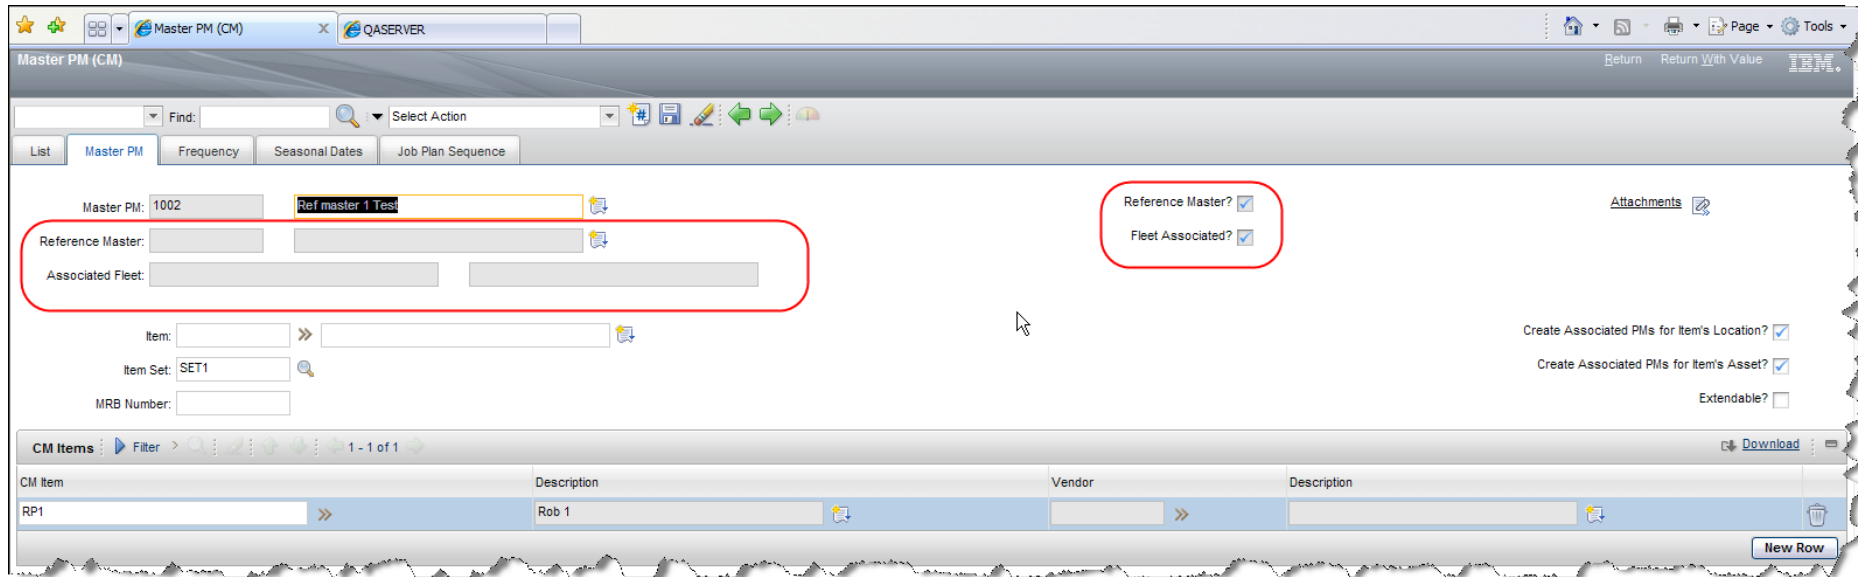 Master PM (CM) X QASERVER Page Tools
Master PM (CM) Return Return With Value IBM.
Find: Select Action
List Master PM Frequency Seasonal Dates Job Plan Sequence
Master PM: 1002 Ref master 1 Test Reference Master? Attachments
Reference Master: Fleet Associated?
Associated Fleet:
Item: Create Associated PMs for Item's Location?
Item Set: SET1 Create Associated PMs for Item's Asset?
MRB Number: Extendable?
CM Items Filter 1 - 1 of 1 Download
CM Item Description Vendor Description
RP1 Rob 1
New Row